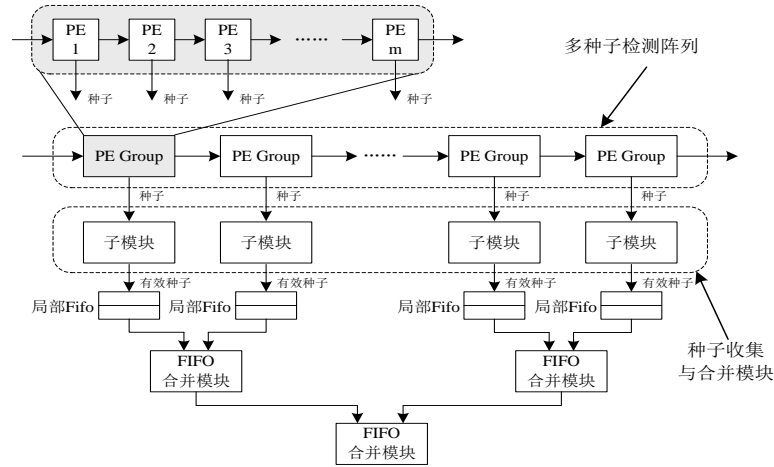 PE 1 PE 2 PE 3 …… PE m
种子 种子 种子 种子
多种子检测阵列
PE Group PE Group …… PE Group PE Group
种子 种子 种子 种子
子模块 子模块 子模块 子模块
有效种子 有效种子 有效种子 有效种子
局部Fifo 局部Fifo 局部Fifo 局部Fifo
种子收集
与合并模块
FIFO FIFO
合并模块 合并模块
FIFO
合并模块